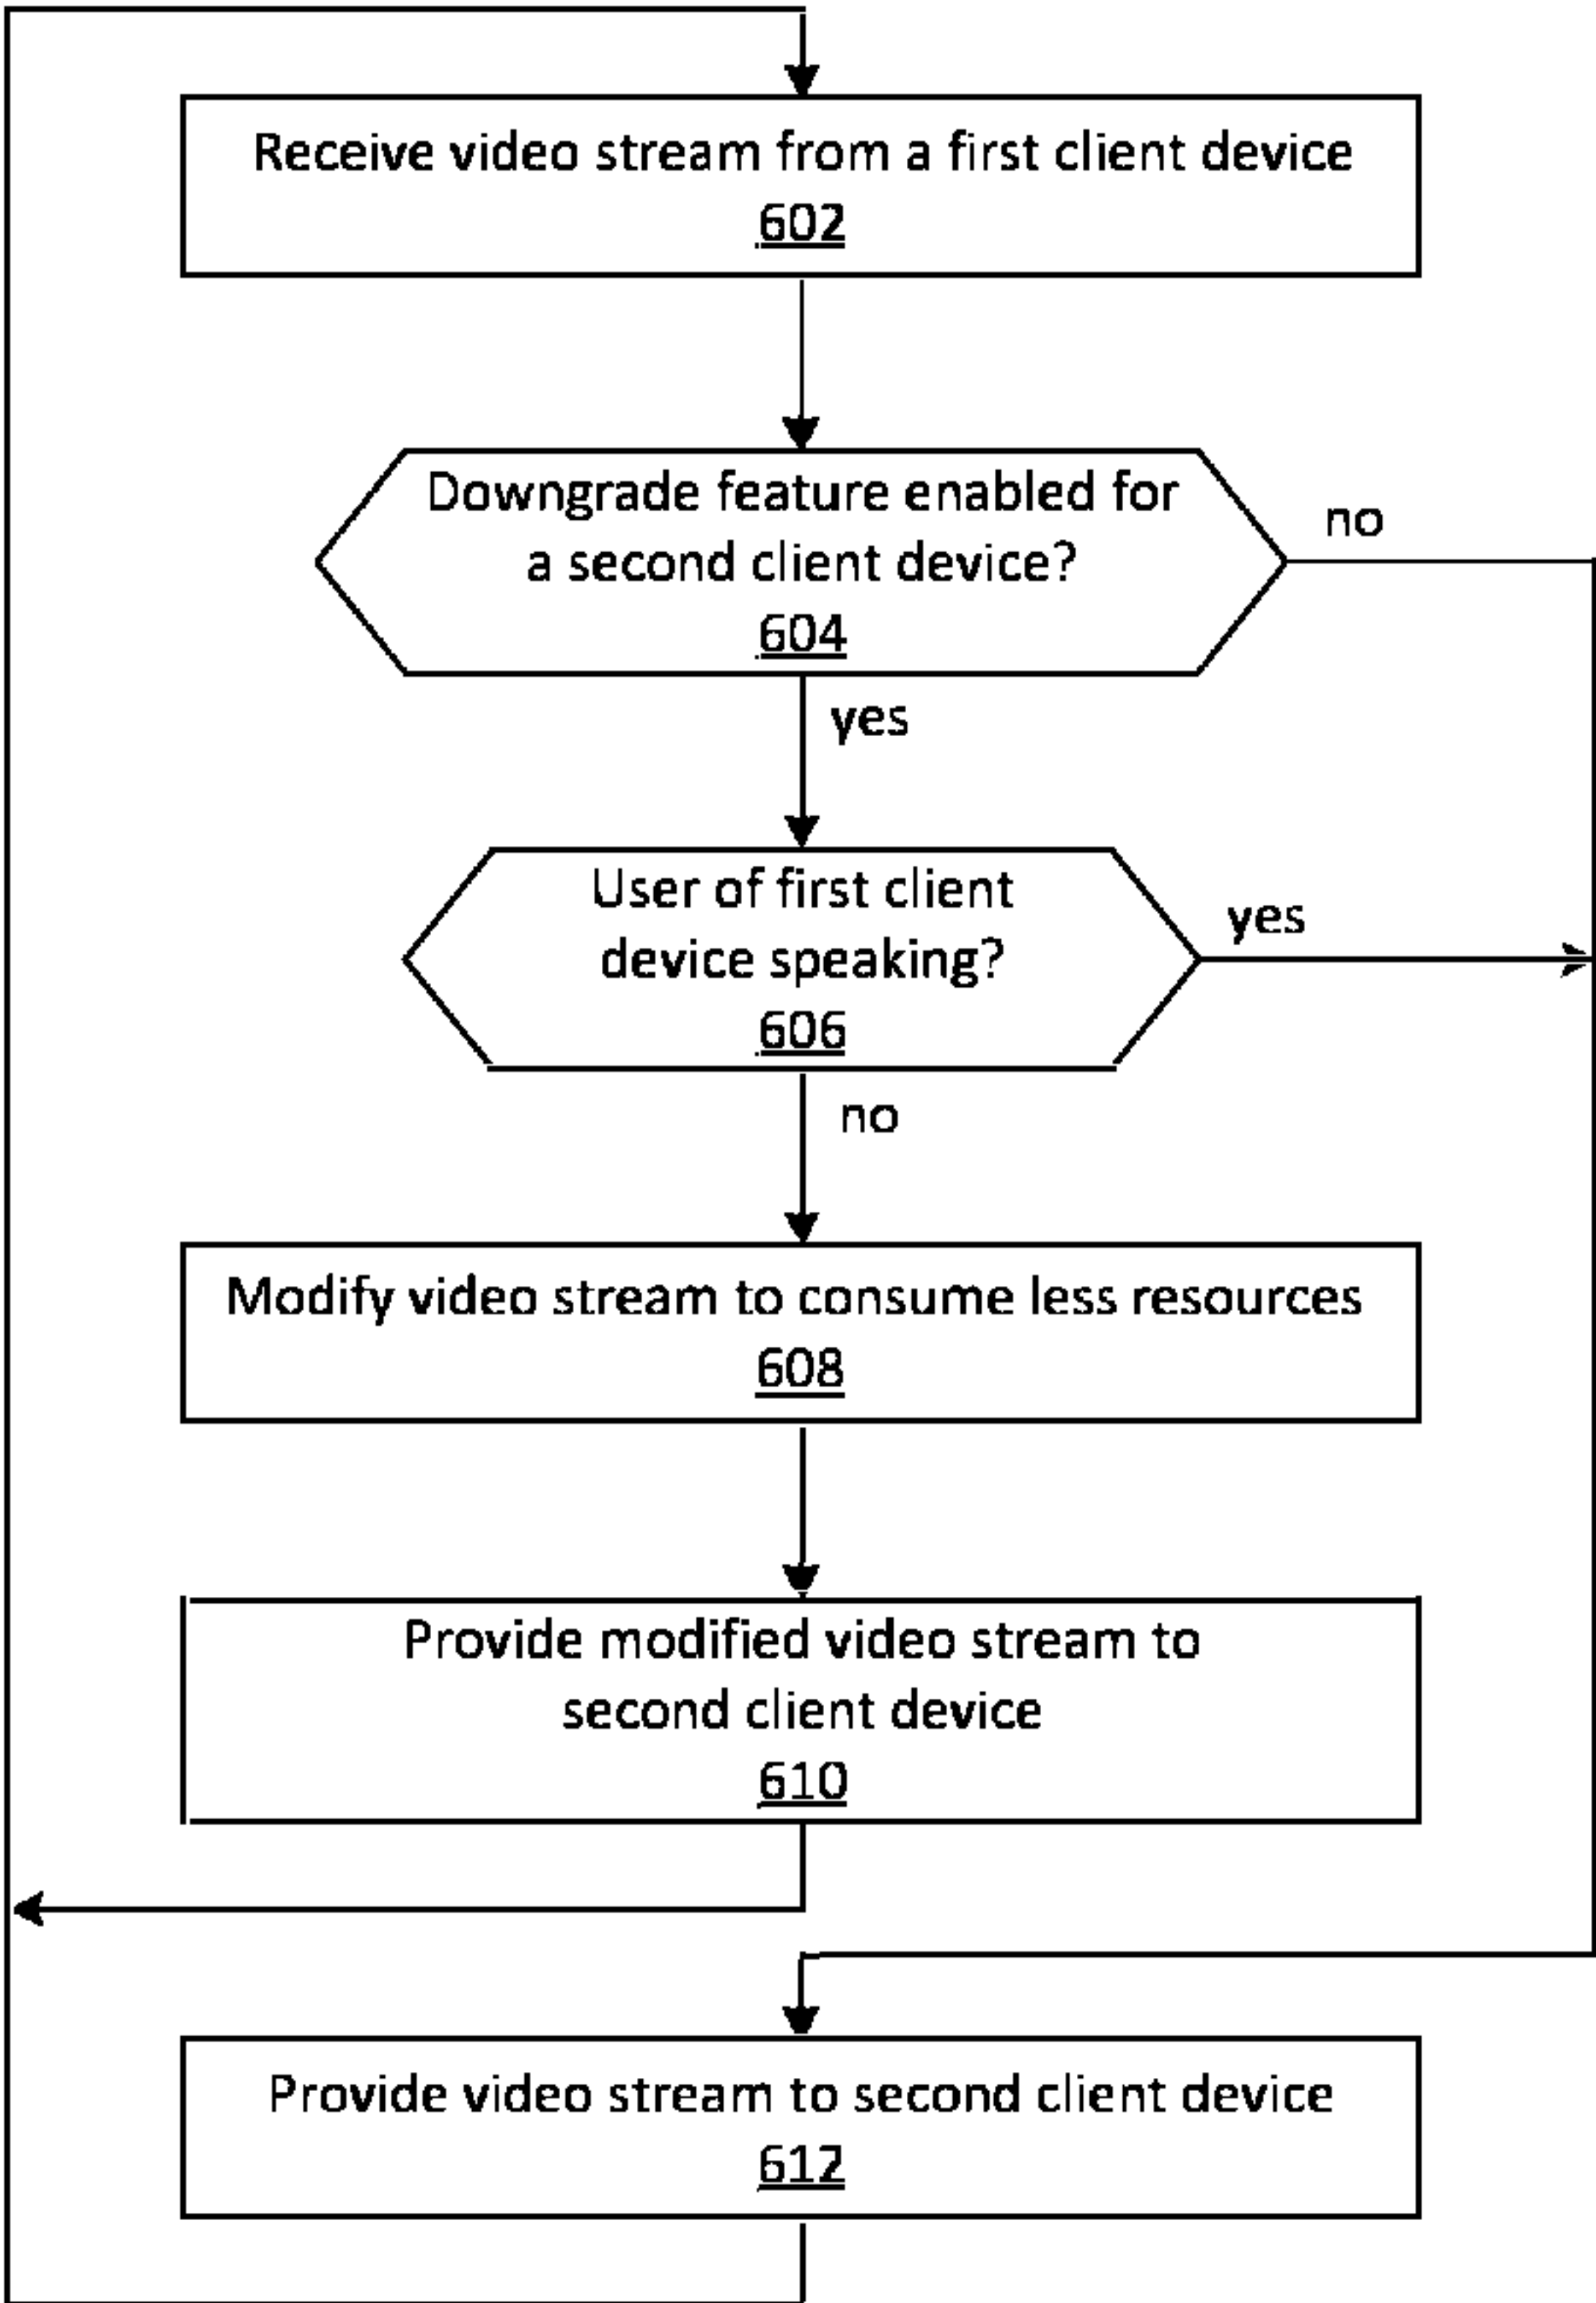 Receive video stream from a first client device
602
Downgrade feature enabled for
a second client device?
604
no
yes
User of first client
device speaking?
606
yes
no
Modify video stream to consume less resources
608
Provide modified video stream to
second client device
610
Provide video stream to second client device
612